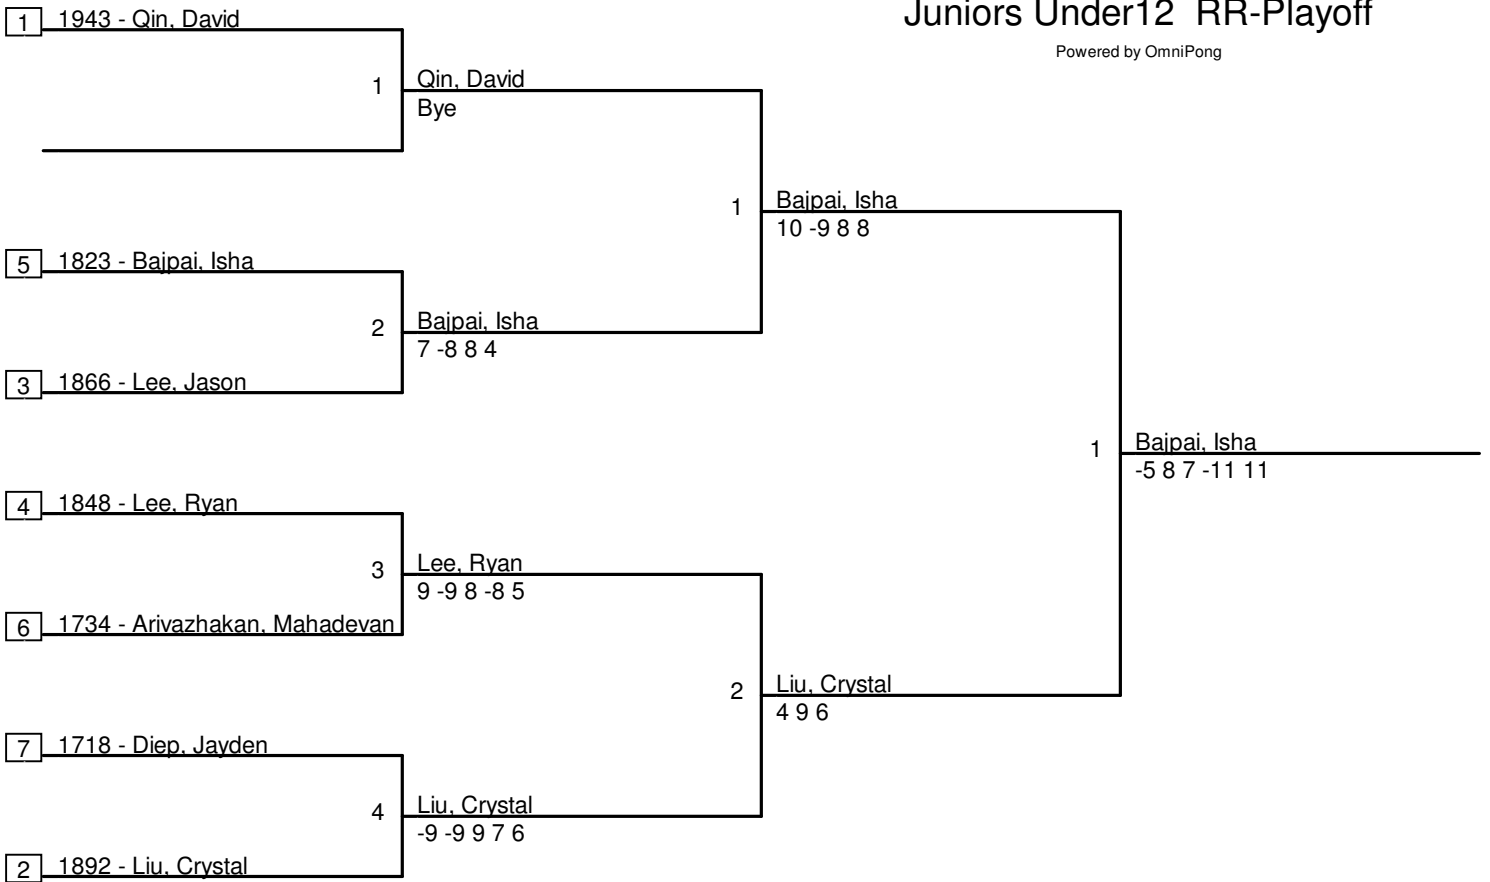 Juniors Under12 RR-Playoff
Powered by OmniPong
1 1943 - Qin, David
1 Qin, David
Bye
1 Bajpai, Isha
10 -9 8 8
5 1823 - Bajpai, Isha
2 Bajpai, Isha
7 -8 8 4
3 1866 - Lee, Jason
1 Bajpai, Isha
-5 8 7 -11 11
4 1848 - Lee, Ryan
3 Lee, Ryan
9 -9 8 -8 5
6 1734 - Arivazhakan, Mahadevan
2 Liu, Crystal
4 9 6
7 1718 - Diep, Jayden
4 Liu, Crystal
-9 -9 9 7 6
2 1892 - Liu, Crystal